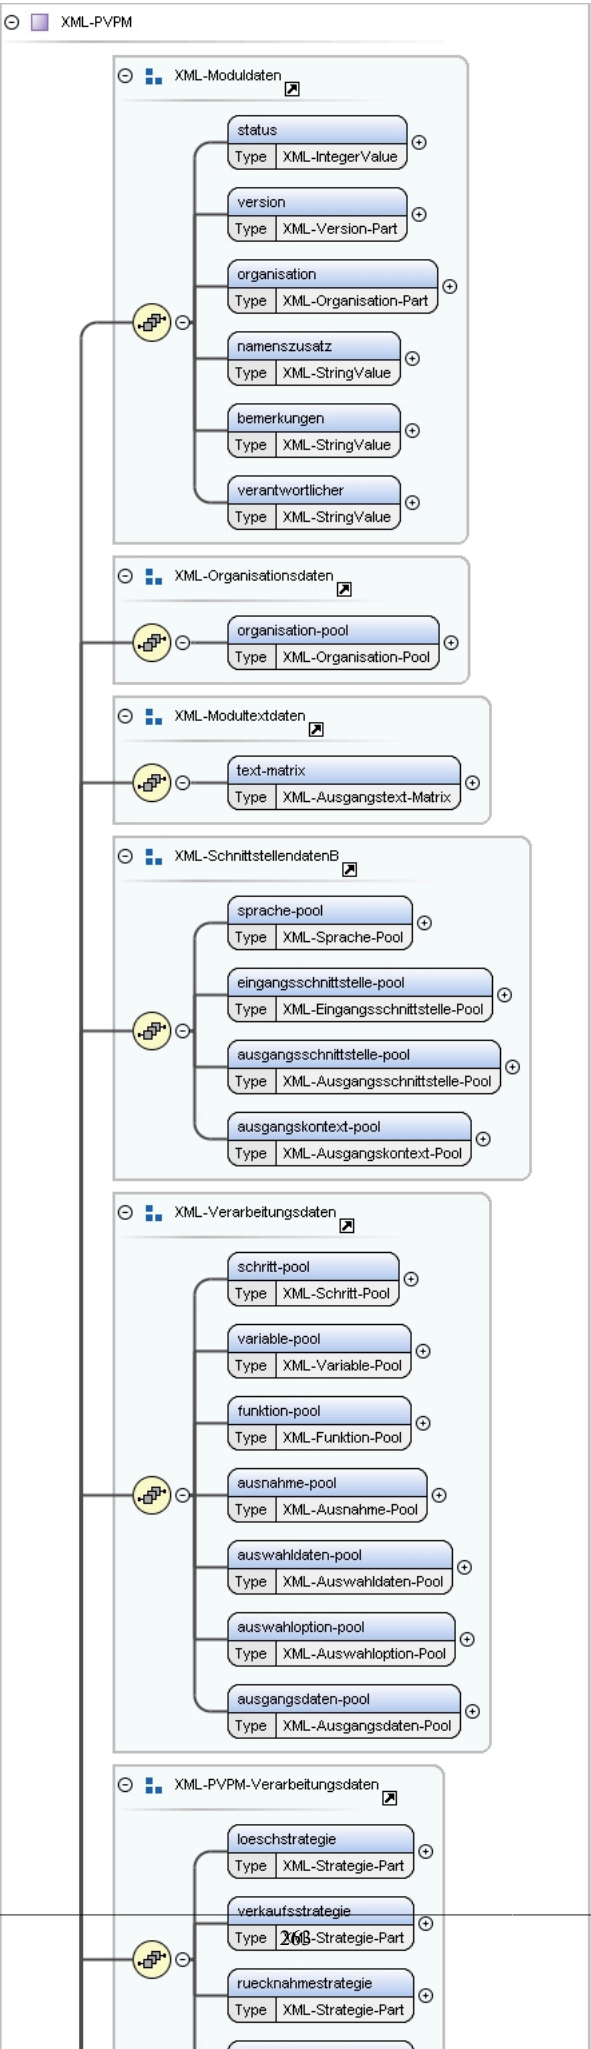 XML-PVPM
XML-Moduldaten
status
Type XML-IntegerValue
version
Type XML-Version-Part
organisation
Type XML-Organisation-Part
namenszusatz
Type XML-StringValue
bemerkungen
Type XML-StringValue
verantwortlicher
Type XML-StringValue
XML-Organisationsdaten
organisation-pool
Type XML-Organisation-Pool
XML-Modultextdaten
text-matrix
Type XML-Ausgangstext-Matrix
XML-SchnittstellendatenB
sprache-pool
Type XML-Sprache-Pool
eingangsschnittstelle-pool
Type XML-Eingangsschnittstelle-Pool
ausgangsschnittstelle-pool
Type XML-Ausgangsschnittstelle-Pool
ausgangskontext-pool
Type XML-Ausgangskontext-Pool
XML-Verarbeitungsdaten
schritt-pool
Type XML-Schritt-Pool
variable-pool
Type XML-Variable-Pool
funktion-pool
Type XML-Funktion-Pool
ausnahme-pool
Type XML-Ausnahme-Pool
auswahldaten-pool
Type XML-Auswahldaten-Pool
auswahloption-pool
Type XML-Auswahloption-Pool
ausgangsdaten-pool
Type XML-Ausgangsdaten-Pool
XML-PVPM-Verarbeitungsdaten
loeschstrategie
Type XML-Strategie-Part
verkaufsstrategie
Type XML-Strategie-Part
263
ruecknahmestrategie
Type XML-Strategie-Part